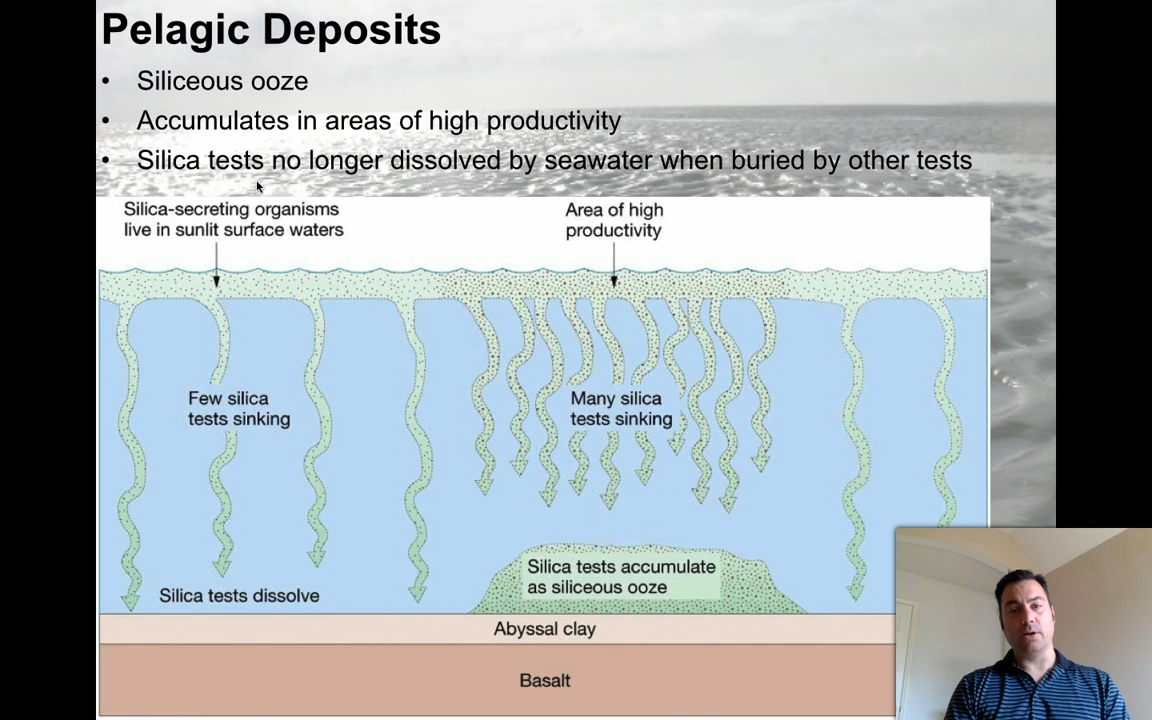 Pelagic Deposits
• Siliceous ooze
• Accumulates in areas of high productivity
• Silica tests no longer dissolved by seawater when buried by other tests
Silica-secreting organisms
live in sunlit surface waters
Area of high
productivity
Few silica
tests sinking
Many silica
tests sinking
Silica tests accumulate
as siliceous ooze
Silica tests dissolve
Abyssal clay
Basalt